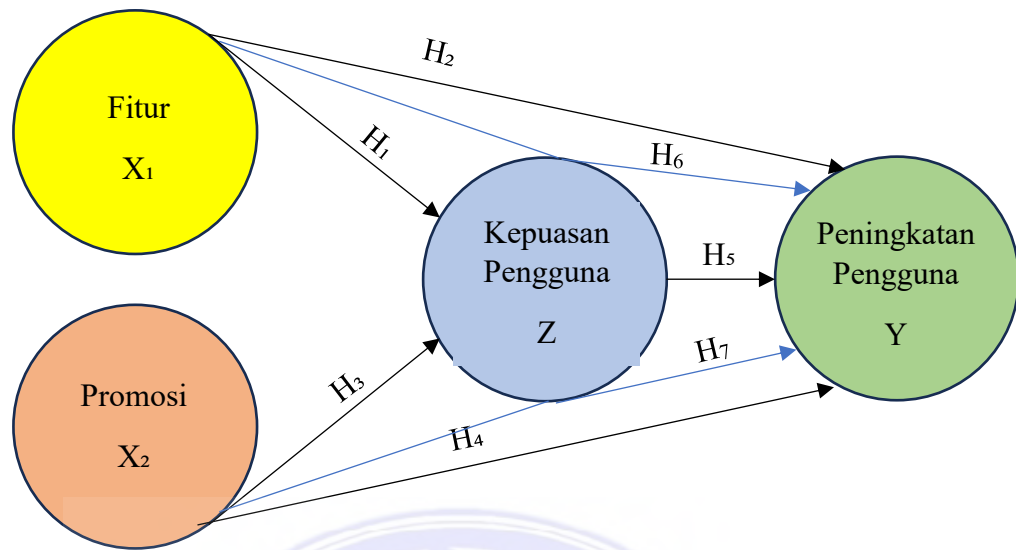 Fitur
X₁
H₂
H₁
H₆
Kepuasan
Pengguna
Z
H₅
Peningkatan
Pengguna
Y
Promosi
X₂
H₃
H₇
H₄